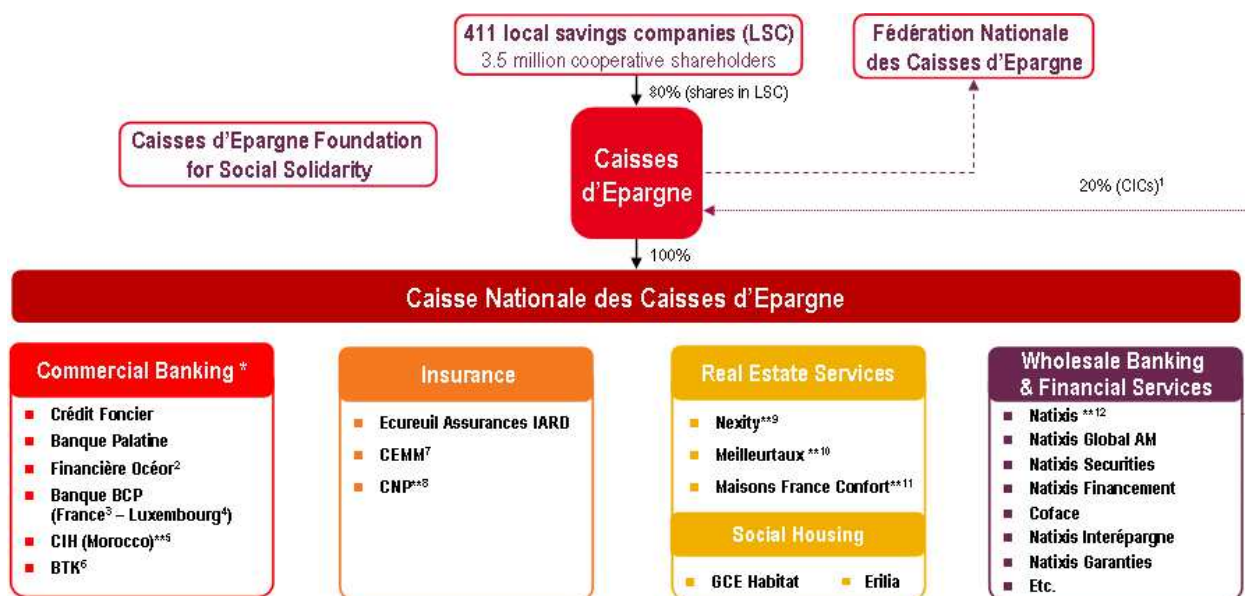 411 local savings companies (LSC)
3.5 million cooperative shareholders
Fédération Nationale
des Caisses d'Epargne
80% (shares in LSC)
Caisses d'Epargne Foundation
for Social Solidarity
Caisses
d'Epargne
20% (CICs)¹
100%
Caisse Nationale des Caisses d'Epargne
Commercial Banking *
Crédit Foncier
Banque Palatine
Financière Océor²
Banque BCP
(France³ – Luxembourg⁴)
CIH (Morocco)**⁵
BTK⁶
Insurance
Ecureuil Assurances IARD
CEMM⁷
CNP**⁸
Real Estate Services
Nexity**⁹
Meilleurtaux **¹⁰
Maisons France Confort**¹¹
Social Housing
GCE Habitat
Erilia
Wholesale Banking
& Financial Services
Natixis **¹²
Natixis Global AM
Natixis Securities
Natixis Financement
Coface
Natixis Interépargne
Natixis Garanties
Etc.